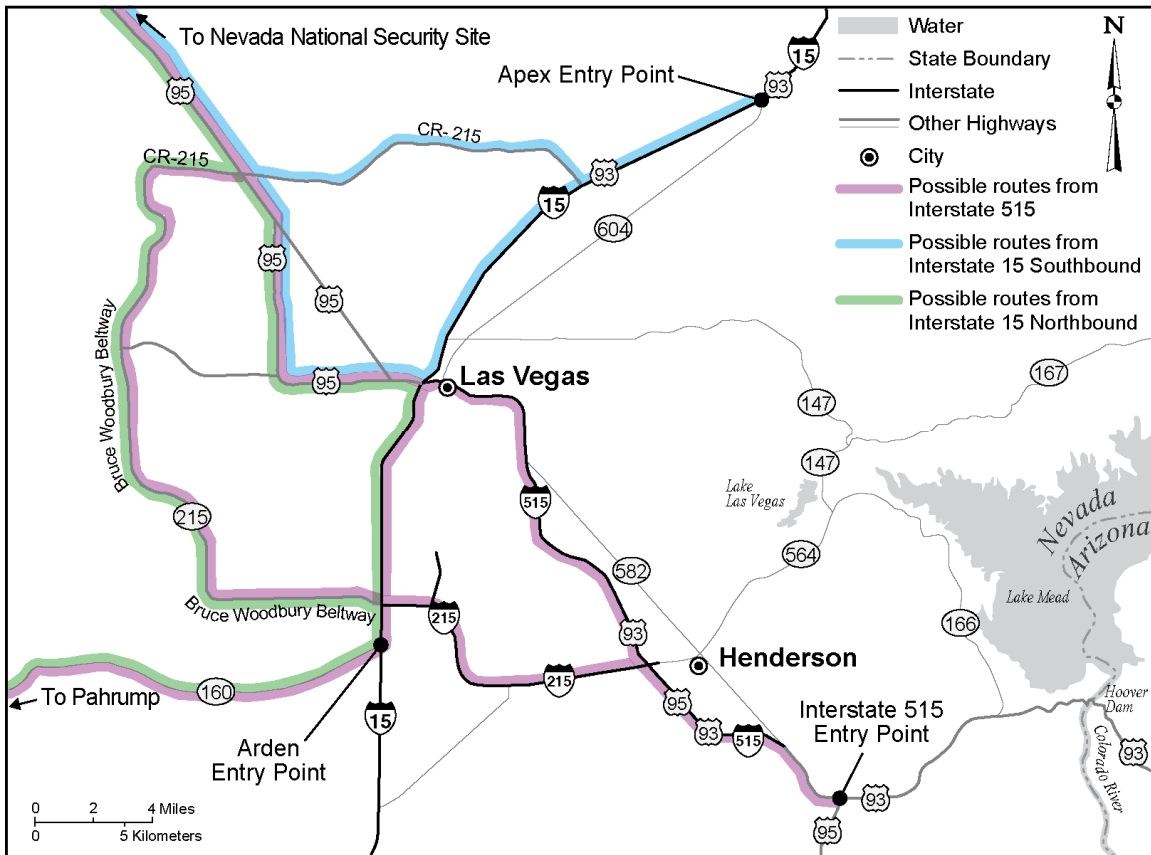 To Nevada National Security Site
95
Apex Entry Point
93
15
Water
State Boundary
Interstate
Other Highways
City
Possible routes from
Interstate 515
Possible routes from
Interstate 15 Southbound
Possible routes from
Interstate 15 Northbound
N
CR-215
CR-215
93
15
604
95
95
95
Las Vegas
Bruce Woodbury Beltway
Bruce Woodbury Beltway
147
167
147
Lake
Las Vegas
515
215
564
582
Nevada
Arizona
Lake Mead
Bruce Woodbury Beltway
215
93
166
Henderson
215
160
To Pahrump
15
95
93
515
Interstate 515
Entry Point
Hoover
Dam
Colorado River
93
Arden
Entry Point
93
95
0 2 4 Miles
0 5 Kilometers